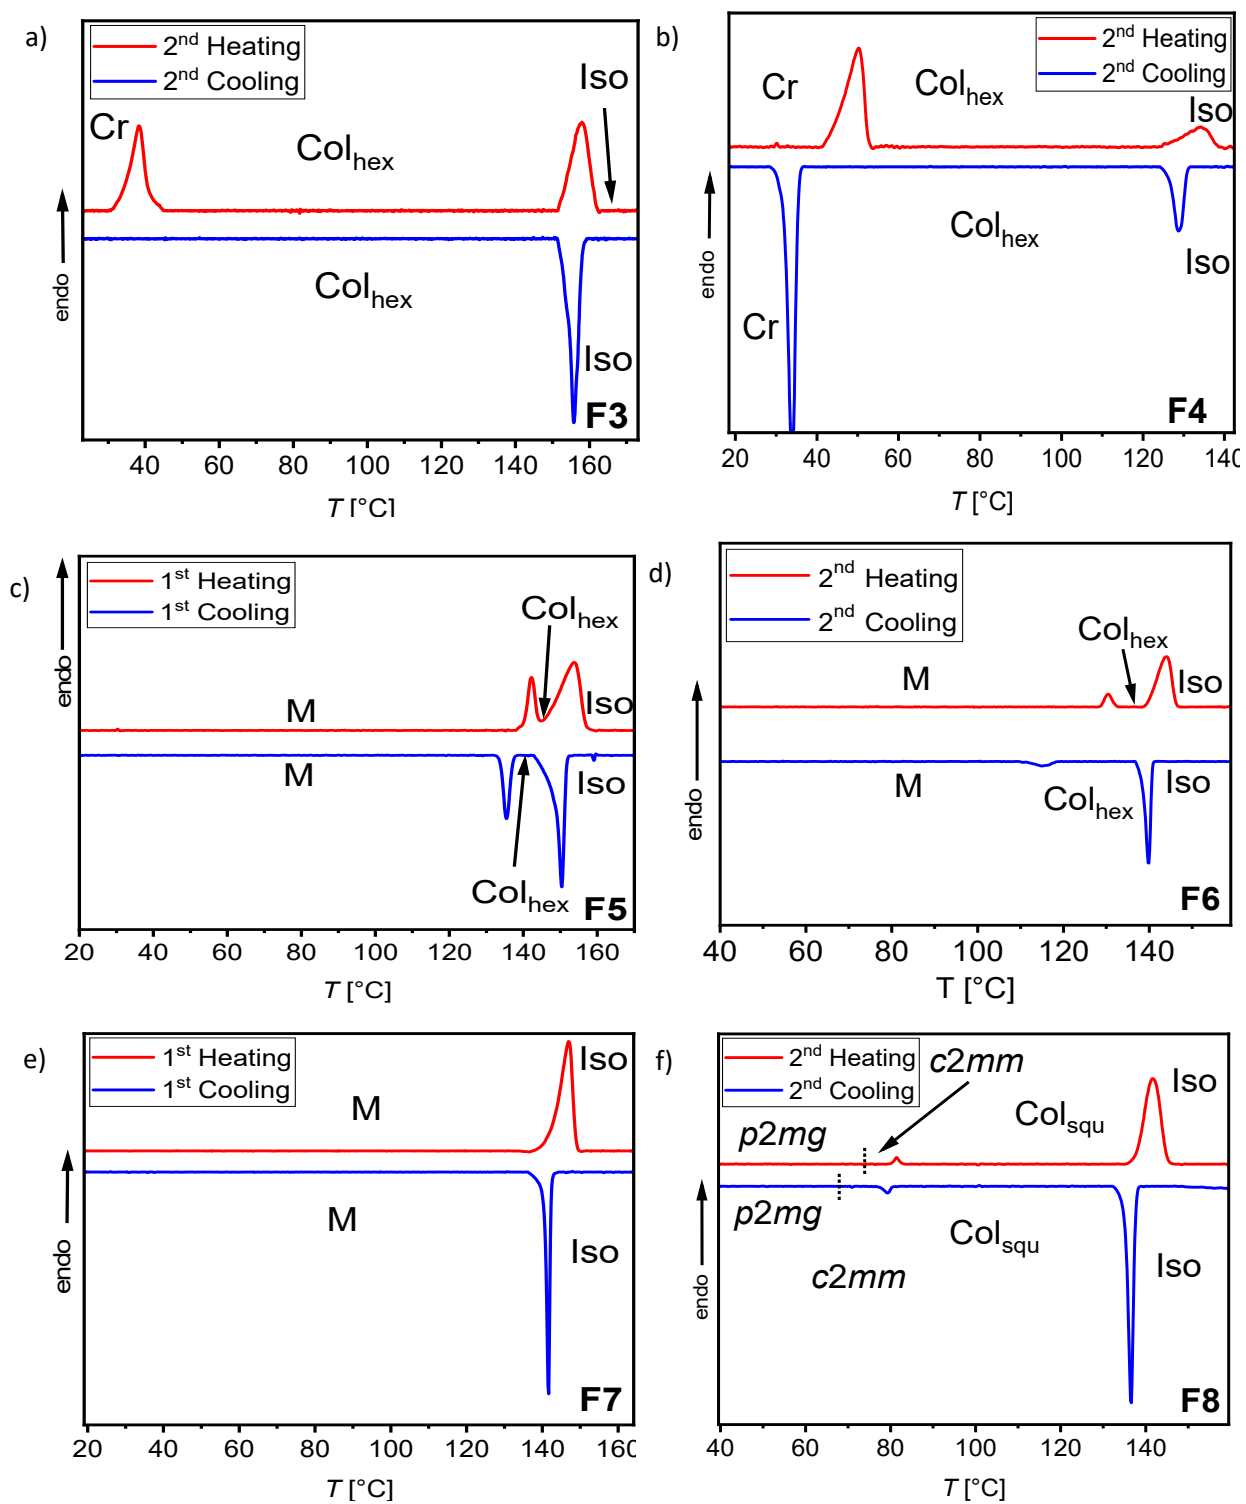 a)
2nd Heating
2nd Cooling
Iso
Cr
Colhex
Colhex
Iso
F3
endo
40 60 80 100 120 140 160
T [°C]
b)
2nd Heating
2nd Cooling
Cr
Colhex
Iso
Colhex
Iso
Cr
F4
endo
20 40 60 80 100 120 140
T [°C]
c)
1st Heating
1st Cooling
Colhex
M
Iso
M
Iso
Colhex
F5
endo
20 40 60 80 100 120 140 160
T [°C]
d)
2nd Heating
2nd Cooling
Colhex
M
Iso
M
Colhex
Iso
F6
endo
40 60 80 100 120 140
T [°C]
e)
1st Heating
1st Cooling
Iso
M
M
Iso
F7
endo
20 40 60 80 100 120 140 160
T [°C]
f)
2nd Heating
2nd Cooling
c2mm
Iso
Colsqu
p2mg
p2mg
Colsqu
c2mm
Iso
F8
endo
40 60 80 100 120 140
T [°C]